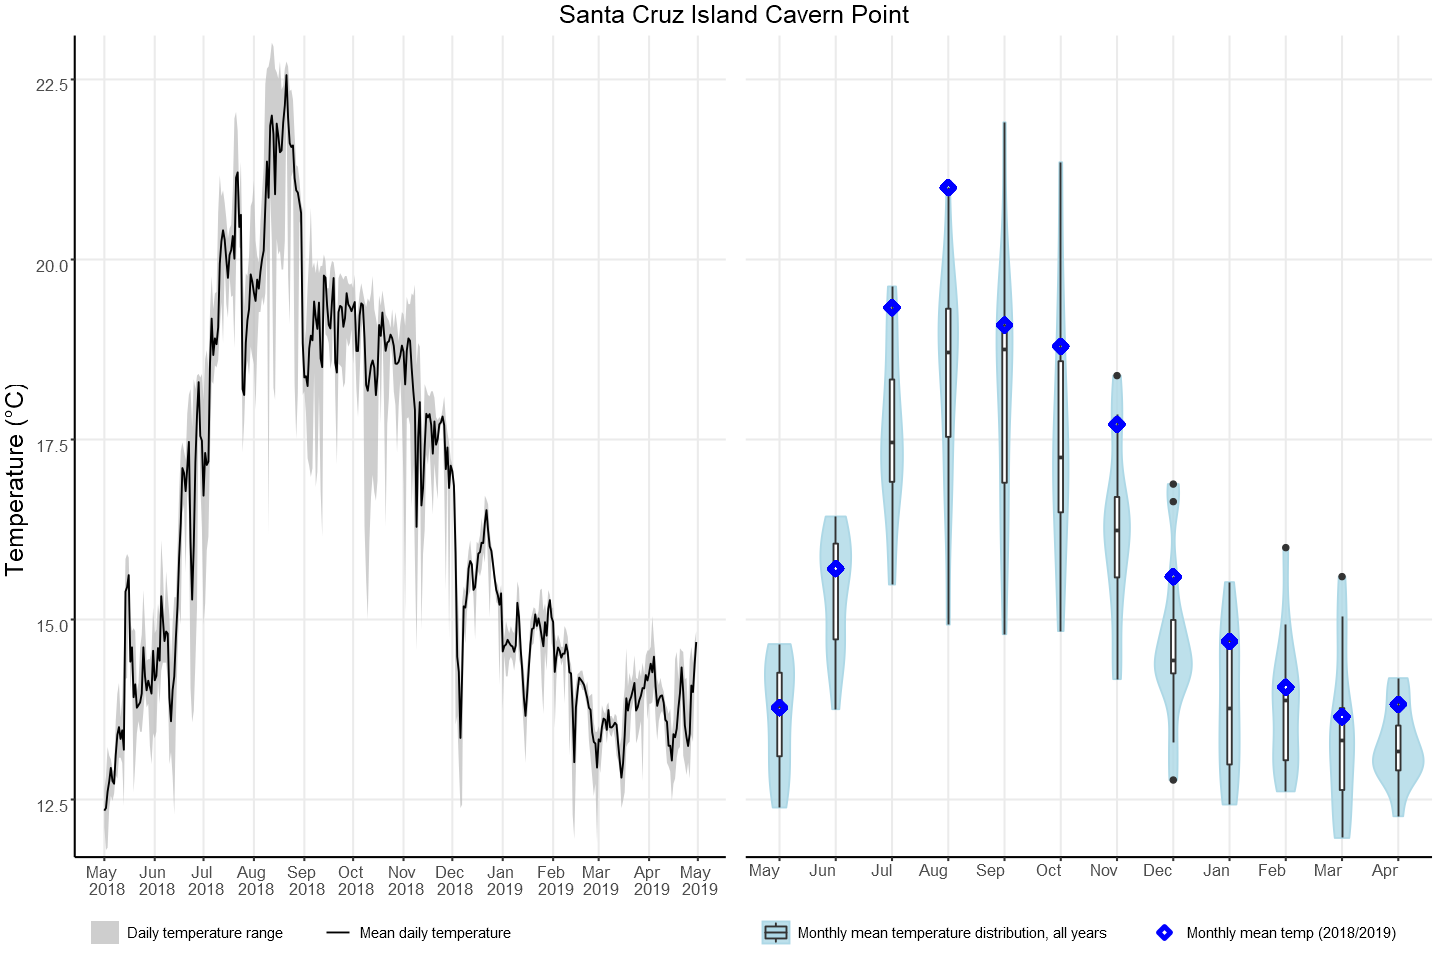 Santa Cruz Island Cavern Point
Temperature (°C)
22.5
20.0
17.5
15.0
12.5
May Jun Jul Aug Sep Oct Nov Dec Jan Feb Mar Apr May
2018 2018 2018 2018 2018 2018 2018 2018 2019 2019 2019 2019 2019
May Jun Jul Aug Sep Oct Nov Dec Jan Feb Mar Apr
Daily temperature range
Mean daily temperature
Monthly mean temperature distribution, all years
Monthly mean temp (2018/2019)